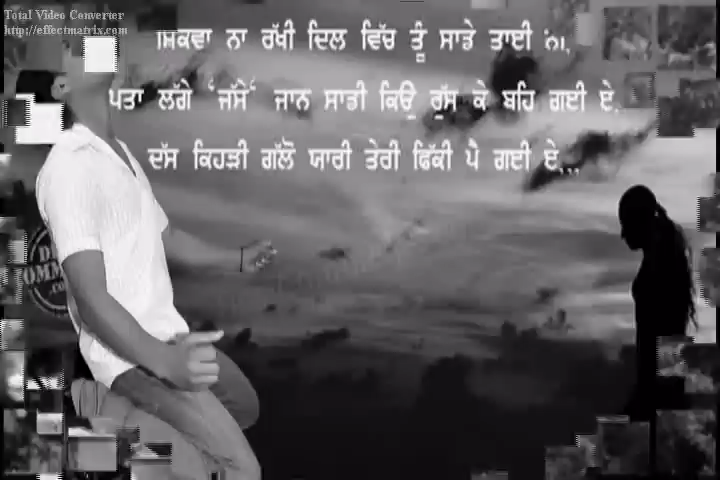 Total Video Converter
http://effectmatrix.com
ਸ਼ਿਕਵਾ ਨਾ ਰੱਖੀ ਦਿਲ ਵਿੱਚ ਤੂੰ ਸਾਡੇ ਤਾਈ ਨੀ,
ਪਤਾ ਲੱਗੇ 'ਜੱਸੇ' ਜਾਨ ਸਾਡੀ ਕਿਉ ਰੁੱਸ ਕੇ ਬਹਿ ਗਈ ਏ,
ਦੱਸ ਕਿਹੜੀ ਗੱਲੋਂ ਯਾਰੀ ਤੇਰੀ ਫਿੱਕੀ ਪੈ ਗਈ ਏ,,,